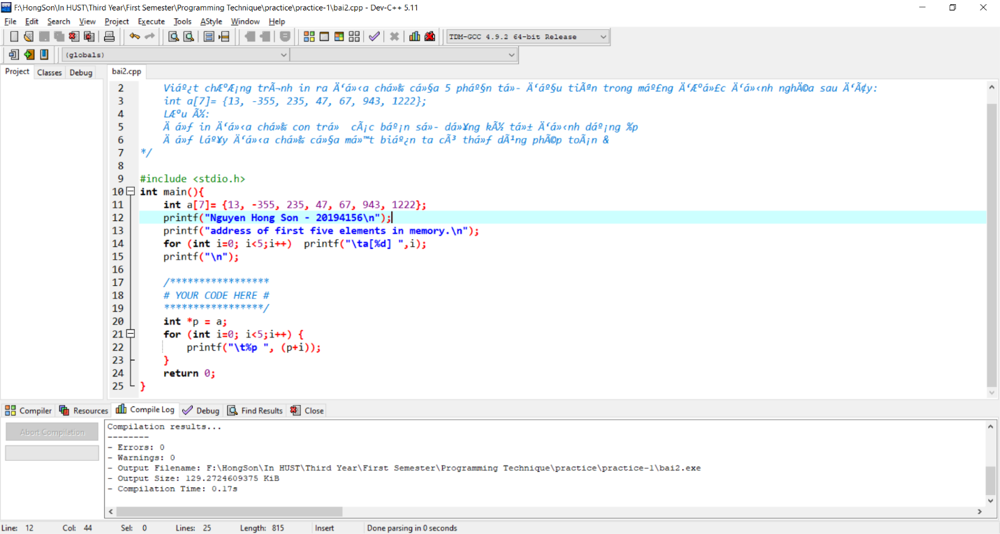 F:\HongSon\In HUST\Third Year\First Semester\Programming Technique\practice\practice-1\bai2.cpp - Dev-C++ 5.11
File Edit Search View Project Execute Tools AStyle Window Help
TDM-GCC 4.9.2 64-bit Release
(globals)
Project Classes Debug
bai2.cpp
2 Viáº¿t chÆ°Æ¡ng trÃ¬nh in ra Ä‘á»‹a chá»‰ cá»§a 5 pháº§n tá»­ Ä‘áº§u tiÃªn trong máº£ng Ä‘Æ°á»£c Ä‘á»‹nh nghÄ©a sau Ä‘Ã¢y:
3 int a[7]= {13, -355, 235, 47, 67, 943, 1222};
4 LÆ°u Ã½:
5 Ä á»ƒ in Ä‘á»‹a chá»‰ con trá»  cÃ¡c báº¡n sá»­ dá»¥ng kÃ½ tá»± Ä‘á»‹nh dáº¡ng %p
6 Ä á»ƒ láº¥y Ä‘á»‹a chá»‰ cá»§a má»™t biáº¿n ta cÃ³ thá»ƒ dÃ¹ng phÃ©p toÃ¡n &
7 */
8
9 #include <stdio.h>
10 int main(){
11 int a[7]= {13, -355, 235, 47, 67, 943, 1222};
12 printf("Nguyen Hong Son - 20194156\n");
13 printf("address of first five elements in memory.\n");
14 for (int i=0; i<5;i++) printf("\ta[%d] ",i);
15 printf("\n");
16
17 /*****************
18 # YOUR CODE HERE #
19 *****************/
20 int *p = a;
21 for (int i=0; i<5;i++) {
22 printf("\t%p ", (p+i));
23 }
24 return 0;
25 }
Compiler Resources Compile Log Debug Find Results Close
Abort Compilation
Compilation results...
--------
- Errors: 0
- Warnings: 0
- Output Filename: F:\HongSon\In HUST\Third Year\First Semester\Programming Technique\practice\practice-1\bai2.exe
- Output Size: 129.2724609375 KiB
- Compilation Time: 0.17s
Line: 12 Col: 44 Sel: 0 Lines: 25 Length: 815 Insert Done parsing in 0 seconds